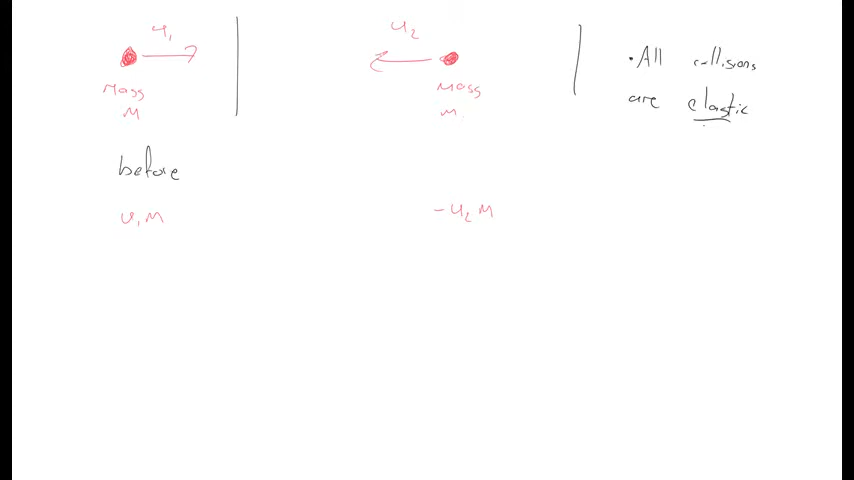 u₁
u₂
Mass
M
Mass
M
• All collisions
are elastic
before
u₁M
-u₂M